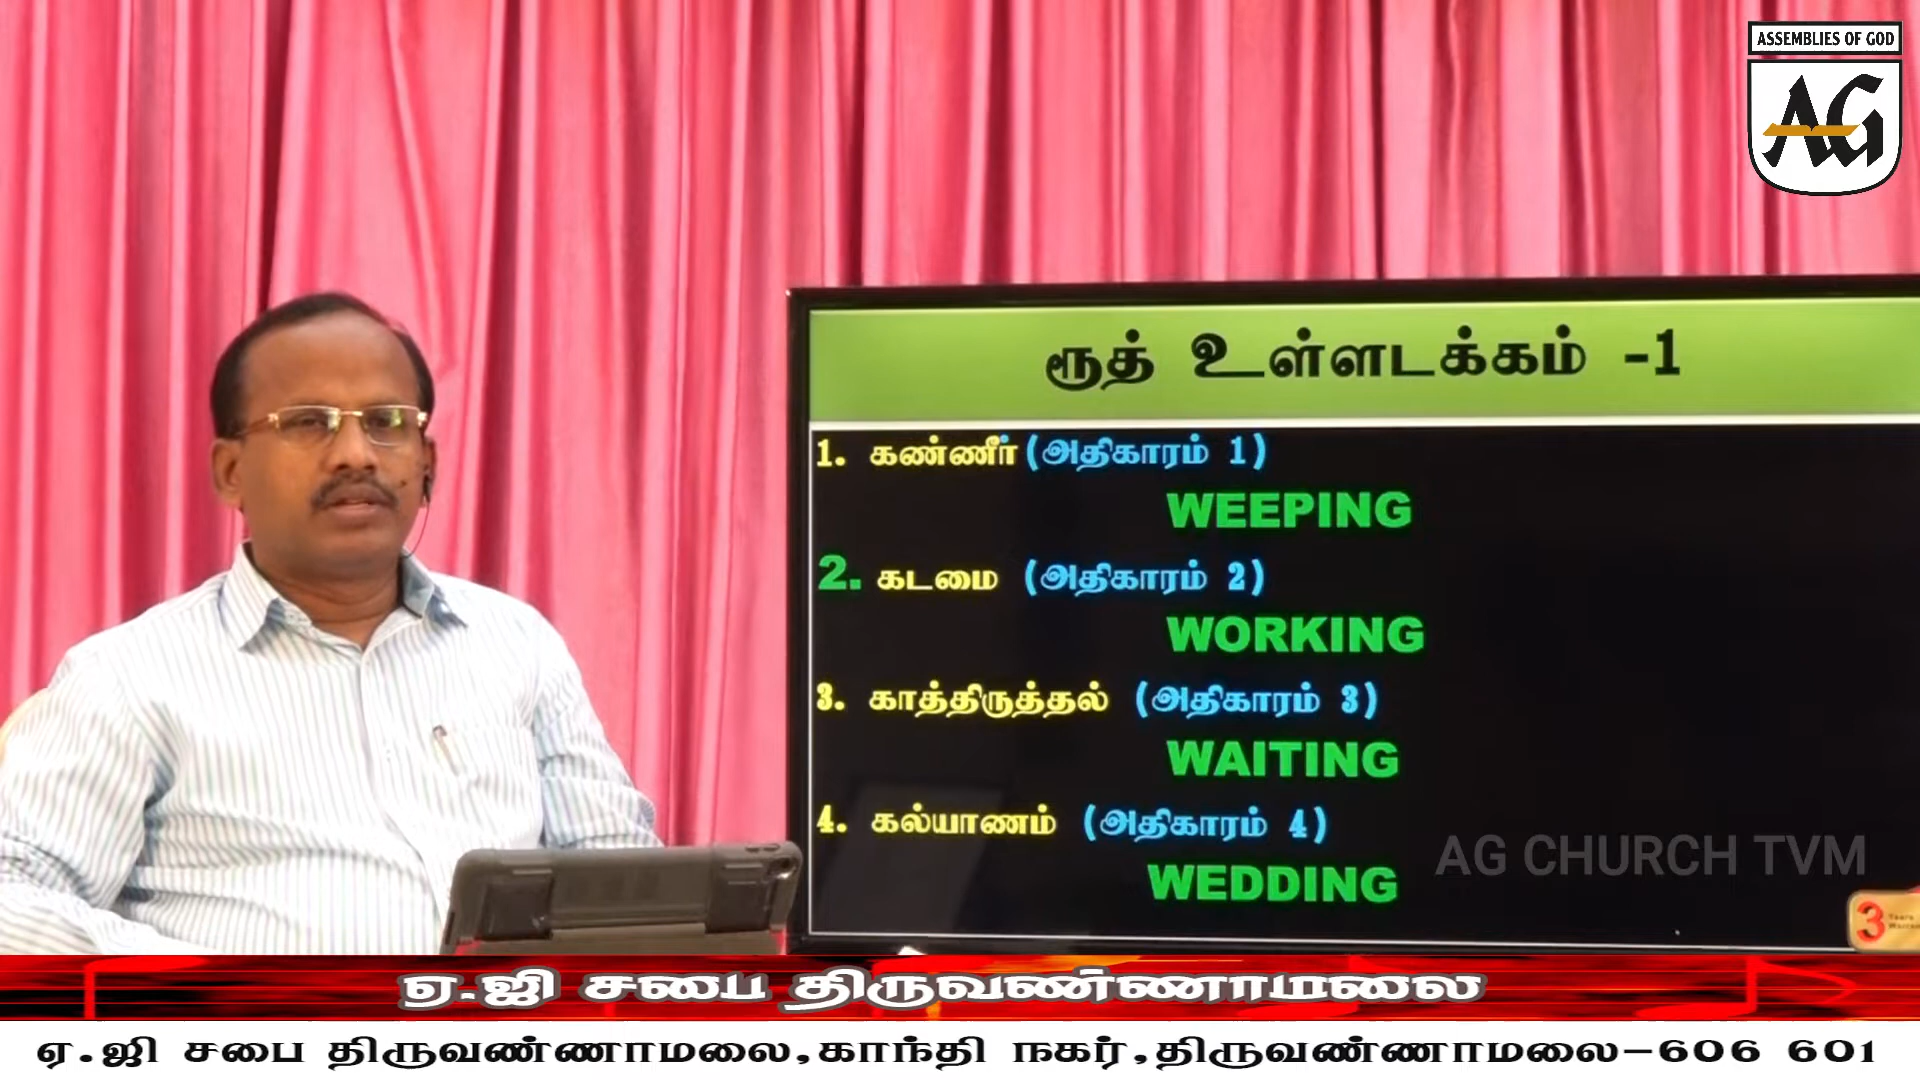 ASSEMBLIES OF GOD
AG
ரூத் உள்ளடக்கம் -1
1. கண்ணீர் (அதிகாரம் 1)
WEEPING
2. கடமை (அதிகாரம் 2)
WORKING
3. காத்திருத்தல் (அதிகாரம் 3)
WAITING
4. கல்யாணம் (அதிகாரம் 4)
WEDDING
AG CHURCH TVM
3 Years
ஏ.ஜி சபை திருவண்ணாமலை
ஏ.ஜி சபை திருவண்ணாமலை,காந்தி நகர்,திருவண்ணாமலை-606 601